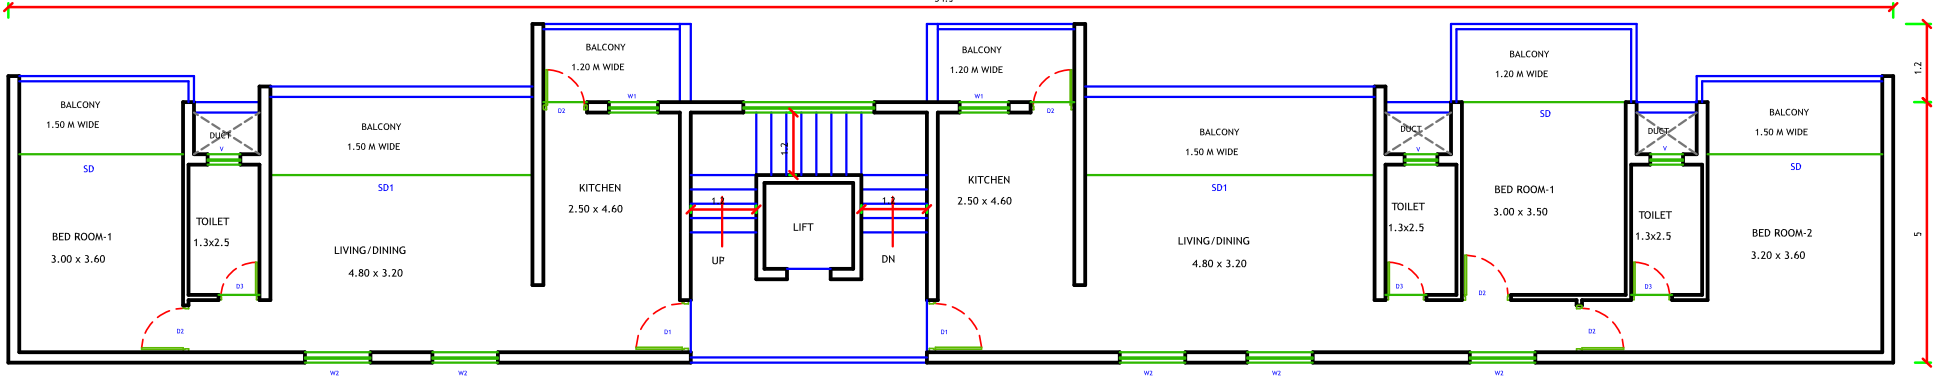 BALCONY
1.20 M WIDE
BALCONY
1.20 M WIDE
BALCONY
1.20 M WIDE
1.2
BALCONY
1.50 M WIDE
W1
D2
W1
D2
SD
BALCONY
1.50 M WIDE
DUCT
V
BALCONY
1.50 M WIDE
1.2
BALCONY
1.50 M WIDE
DUCT
V
DUCT
V
SD
SD1
KITCHEN
2.50 x 4.60
KITCHEN
2.50 x 4.60
SD1
BED ROOM-1
3.00 x 3.50
SD
TOILET
1.3x2.5
1.2
1.2
LIFT
TOILET
1.3x2.5
TOILET
1.3x2.5
BED ROOM-1
3.00 x 3.60
LIVING/DINING
4.80 x 3.20
UP
DN
LIVING/DINING
4.80 x 3.20
BED ROOM-2
3.20 x 3.60
5
D3
D3
D2
D3
D2
D1
D1
D2
W2
W2
W2
W2
W2